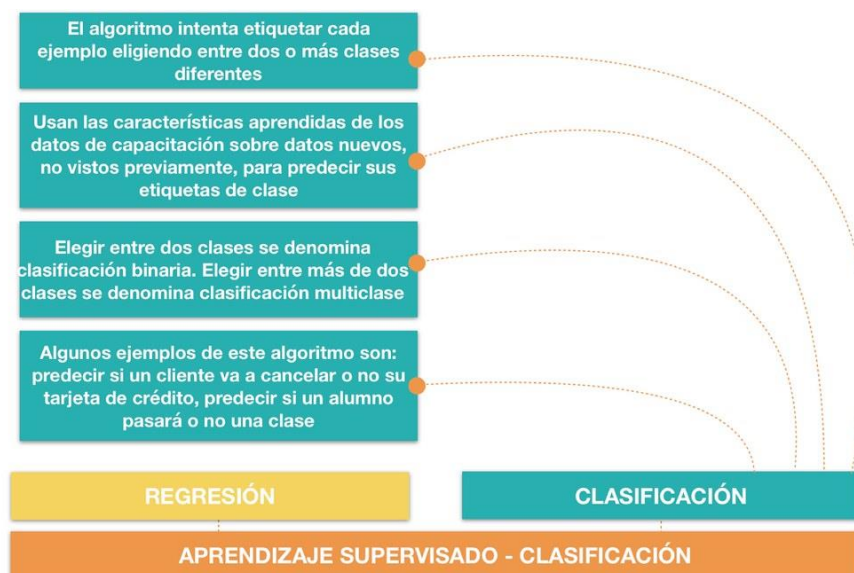 El algoritmo intenta etiquetar cada
ejemplo eligiendo entre dos o más clases
diferentes
Usan las características aprendidas de los
datos de capacitación sobre datos nuevos,
no vistos previamente, para predecir sus
etiquetas de clase
Elegir entre dos clases se denomina
clasificación binaria. Elegir entre más de dos
clases se denomina clasificación multiclase
Algunos ejemplos de este algoritmo son:
predecir si un cliente va a cancelar o no su
tarjeta de crédito, predecir si un alumno
pasará o no una clase
REGRESIÓN
CLASIFICACIÓN
APRENDIZAJE SUPERVISADO - CLASIFICACIÓN